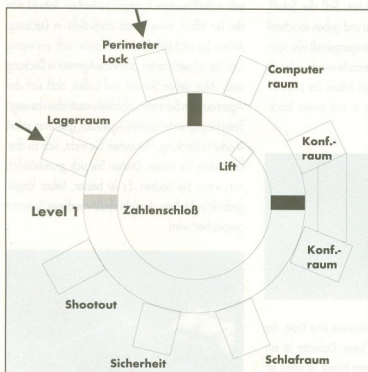 Perimeter
Lock
Computer
raum
Lagerraum
Konf.-
raum
Lift
Level 1
Zahlenschloß
Konf.-
raum
Shootout
Sicherheit
Schlafraum